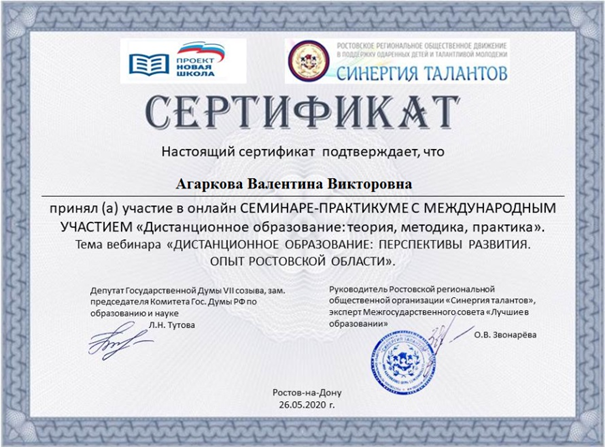 ПРОЕКТ
НОВАЯ
ШКОЛА
РОСТОВСКОЕ РЕГИОНАЛЬНОЕ ОБЩЕСТВЕННОЕ ДВИЖЕНИЕ
В ПОДДЕРЖКУ ОДАРЕННЫХ ДЕТЕЙ И ТАЛАНТЛИВОЙ МОЛОДЕЖИ
СИНЕРГИЯ ТАЛАНТОВ
СЕРТИФИКАТ
Настоящий сертификат подтверждает, что
Агаркова Валентина Викторовна
принял (а) участие в онлайн СЕМИНАРЕ-ПРАКТИКУМЕ С МЕЖДУНАРОДНЫМ
УЧАСТИЕМ «Дистанционное образование: теория, методика, практика».
Тема вебинара «ДИСТАНЦИОННОЕ ОБРАЗОВАНИЕ: ПЕРСПЕКТИВЫ РАЗВИТИЯ.
ОПЫТ РОСТОВСКОЙ ОБЛАСТИ».
Депутат Государственной Думы VII созыва, зам.
председателя Комитета Гос. Думы РФ по
образованию и науке
Л.Н. Тутова
Руководитель Ростовской региональной
общественной организации «Синергия талантов»,
эксперт Межгосударственного совета «Лучшие в
образовании»
О.В. Звонарёва
Ростов-на-Дону
26.05.2020 г.